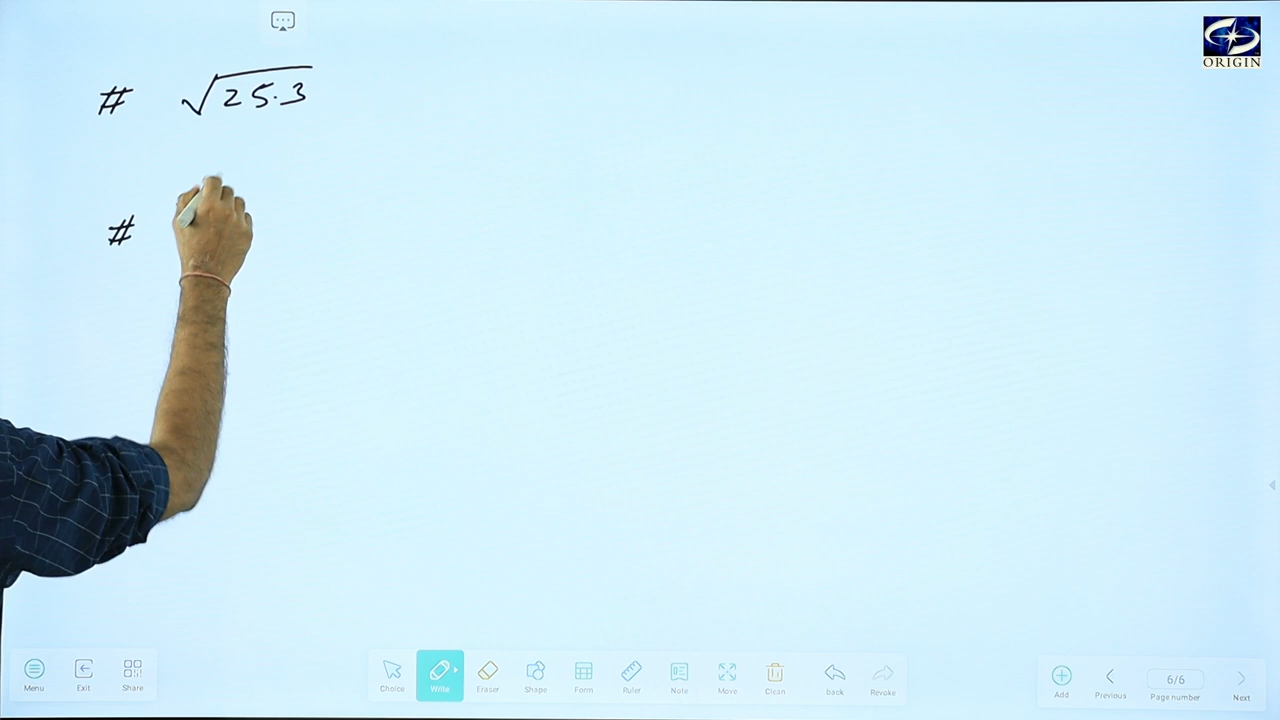 ORIGIN
# √25.3
#
Menu Exit Share Choice Write Eraser Shape Form Ruler Note Move Clean back Revoke Add Previous 6/6 Page number Next